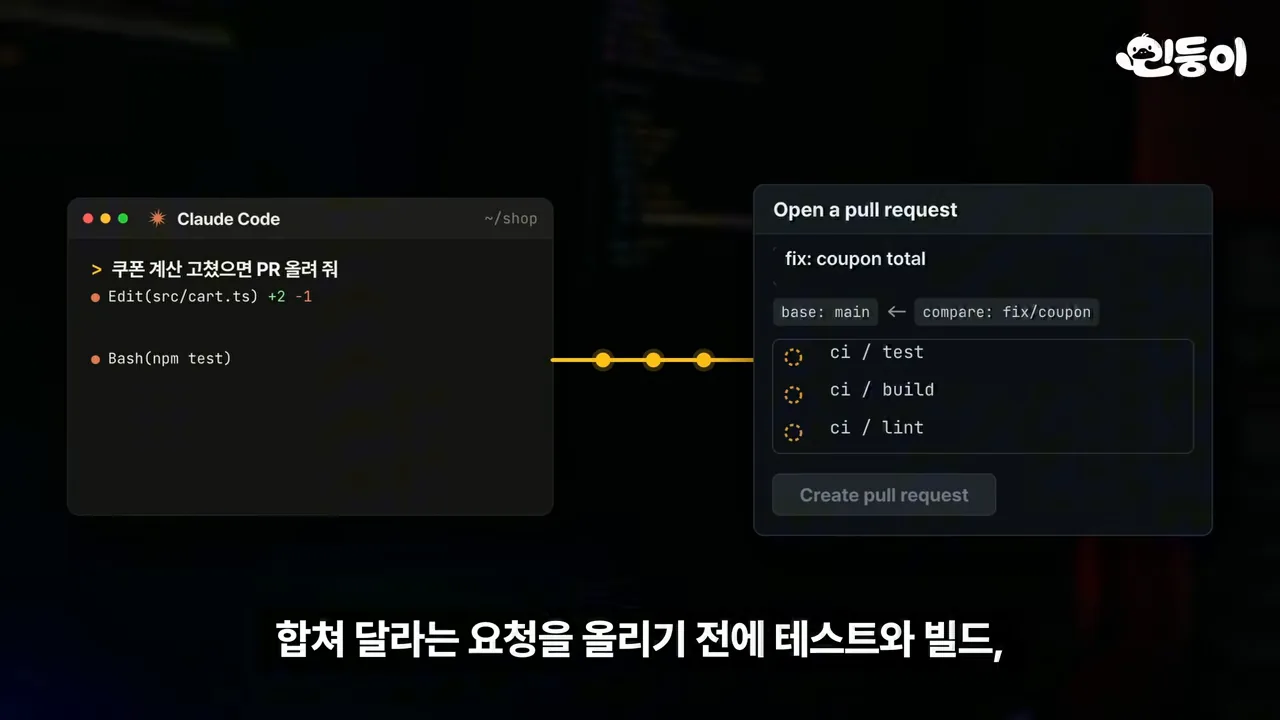 인둥이
Claude Code
~/shop
> 쿠폰 계산 고쳤으면 PR 올려 줘
Edit(src/cart.ts) +2 -1
Bash(npm test)
Open a pull request
fix: coupon total
base: main ← compare: fix/coupon
ci / test
ci / build
ci / lint
Create pull request
합쳐 달라는 요청을 올리기 전에 테스트와 빌드,